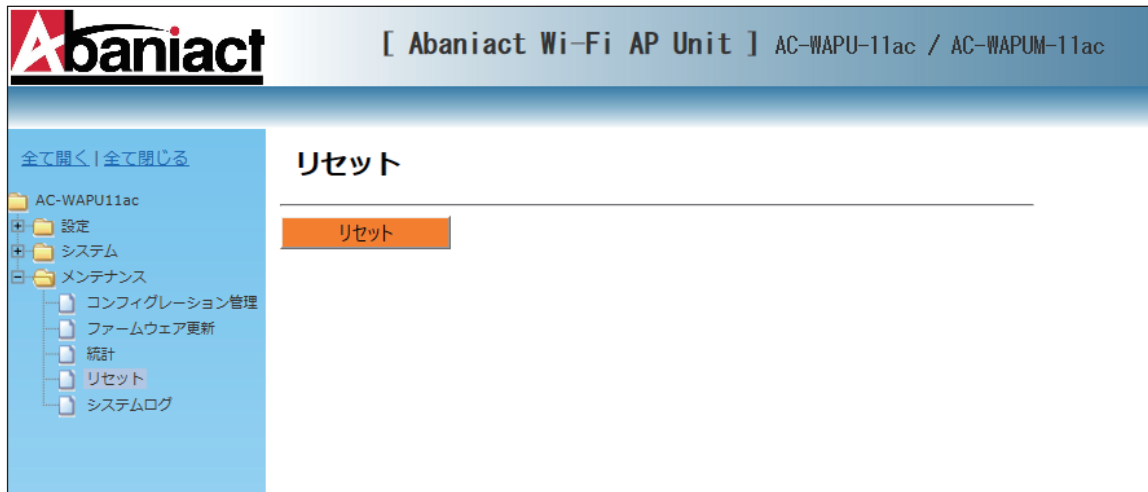 Abaniact
[ Abaniact Wi-Fi AP Unit ] AC-WAPU-11ac / AC-WAPUM-11ac
全て開く | 全て閉じる
AC-WAPU11ac
設定
システム
メンテナンス
コンフィグレーション管理
ファームウェア更新
統計
リセット
システムログ
リセット
リセット